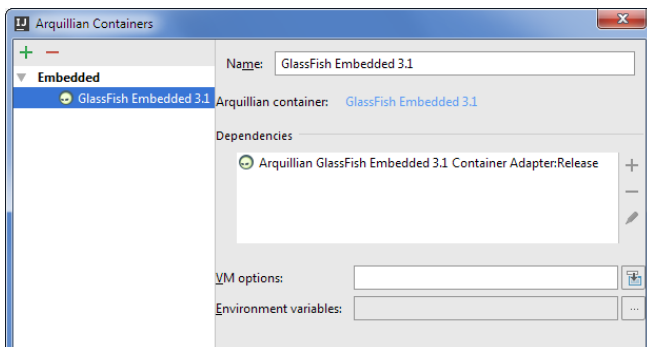 Arquillian Containers
Embedded
GlassFish Embedded 3.1
Name: GlassFish Embedded 3.1
Arquillian container: GlassFish Embedded 3.1
Dependencies
Arquillian GlassFish Embedded 3.1 Container Adapter:Release
VM options:
Environment variables:
...